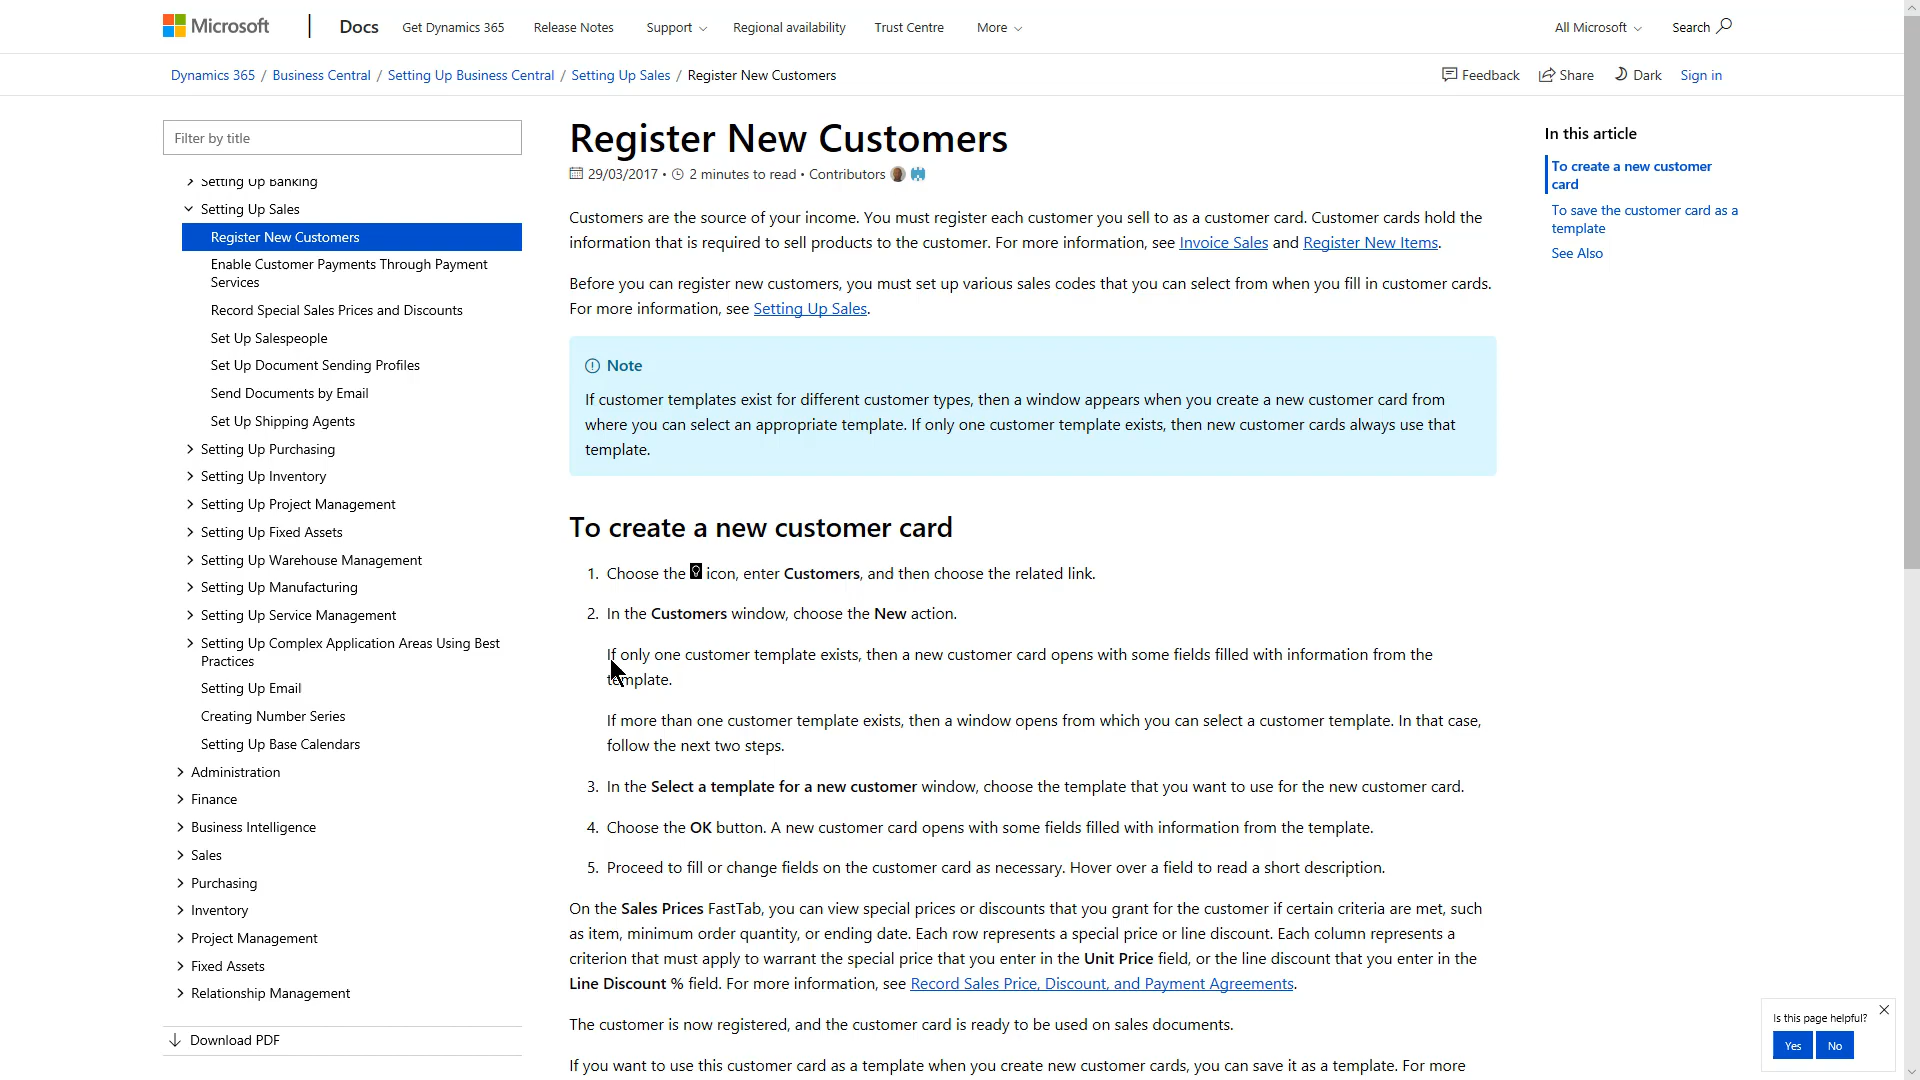 Microsoft
Docs
Get Dynamics 365
Release Notes
Support
Regional availability
Trust Centre
More
All Microsoft
Search
Dynamics 365 / Business Central / Setting Up Business Central / Setting Up Sales / Register New Customers
Feedback
Share
Dark
Sign in
Filter by title
Setting Up Banking
Setting Up Sales
Register New Customers
Enable Customer Payments Through Payment
Services
Record Special Sales Prices and Discounts
Set Up Salespeople
Set Up Document Sending Profiles
Send Documents by Email
Set Up Shipping Agents
Setting Up Purchasing
Setting Up Inventory
Setting Up Project Management
Setting Up Fixed Assets
Setting Up Warehouse Management
Setting Up Manufacturing
Setting Up Service Management
Setting Up Complex Application Areas Using Best
Practices
Setting Up Email
Creating Number Series
Setting Up Base Calendars
Administration
Finance
Business Intelligence
Sales
Purchasing
Inventory
Project Management
Fixed Assets
Relationship Management
Download PDF
Register New Customers
29/03/2017 • 2 minutes to read • Contributors
Customers are the source of your income. You must register each customer you sell to as a customer card. Customer cards hold the
information that is required to sell products to the customer. For more information, see Invoice Sales and Register New Items.
Before you can register new customers, you must set up various sales codes that you can select from when you fill in customer cards.
For more information, see Setting Up Sales.
Note
If customer templates exist for different customer types, then a window appears when you create a new customer card from
where you can select an appropriate template. If only one customer template exists, then new customer cards always use that
template.
To create a new customer card
1. Choose the icon, enter Customers, and then choose the related link.
2. In the Customers window, choose the New action.
If only one customer template exists, then a new customer card opens with some fields filled with information from the
template.
If more than one customer template exists, then a window opens from which you can select a customer template. In that case,
follow the next two steps.
3. In the Select a template for a new customer window, choose the template that you want to use for the new customer card.
4. Choose the OK button. A new customer card opens with some fields filled with information from the template.
5. Proceed to fill or change fields on the customer card as necessary. Hover over a field to read a short description.
On the Sales Prices FastTab, you can view special prices or discounts that you grant for the customer if certain criteria are met, such
as item, minimum order quantity, or ending date. Each row represents a special price or line discount. Each column represents a
criterion that must apply to warrant the special price that you enter in the Unit Price field, or the line discount that you enter in the
Line Discount % field. For more information, see Record Sales Price, Discount, and Payment Agreements.
The customer is now registered, and the customer card is ready to be used on sales documents.
If you want to use this customer card as a template when you create new customer cards, you can save it as a template. For more
In this article
To create a new customer
card
To save the customer card as a
template
See Also
Is this page helpful?
Yes
No